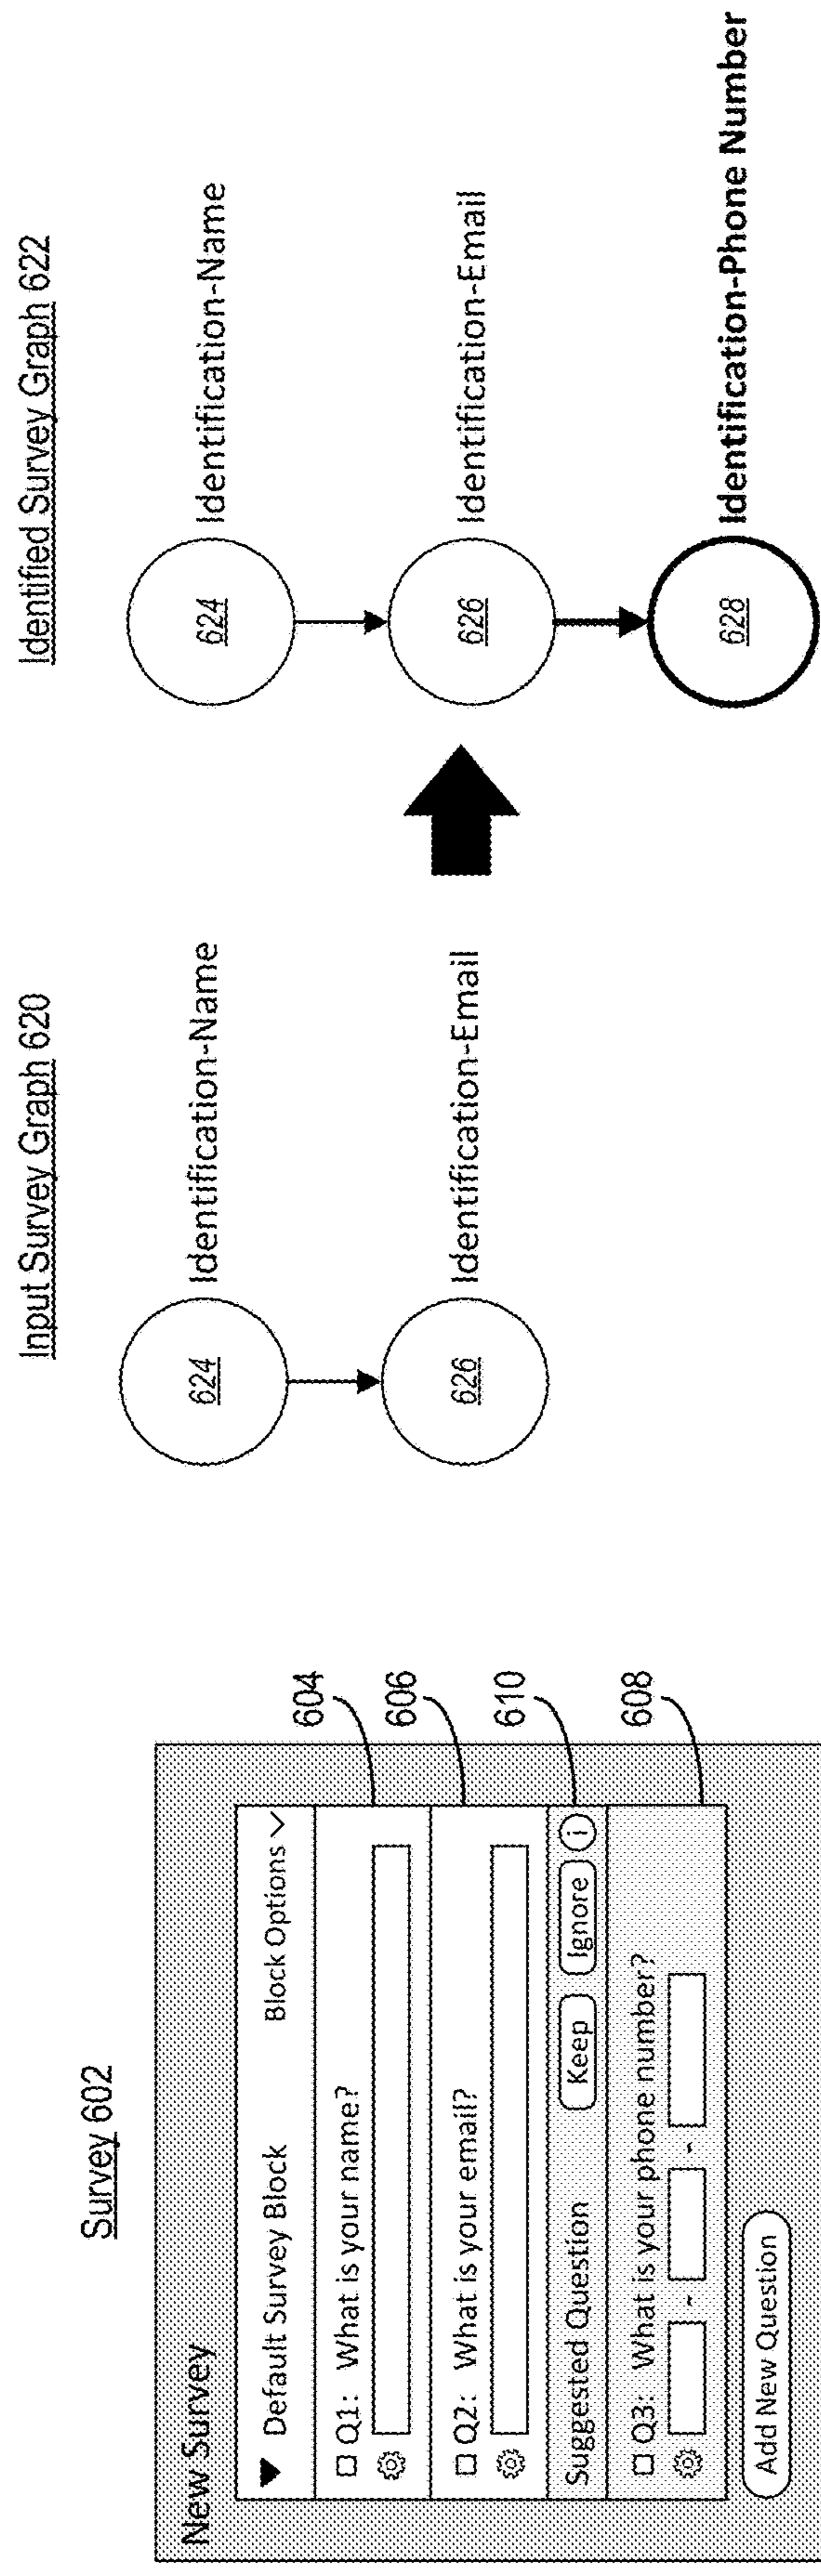 Survey 602
New Survey
Default Survey Block Block Options
Q1: What is your name?
604
Q2: What is your email?
606
Suggested Question Keep Ignore i
610
Q3: What is your phone number?
- -
608
Add New Question
Input Survey Graph 620
624 Identification-Name
626 Identification-Email
Identified Survey Graph 622
624 Identification-Name
626 Identification-Email
628 Identification-Phone Number